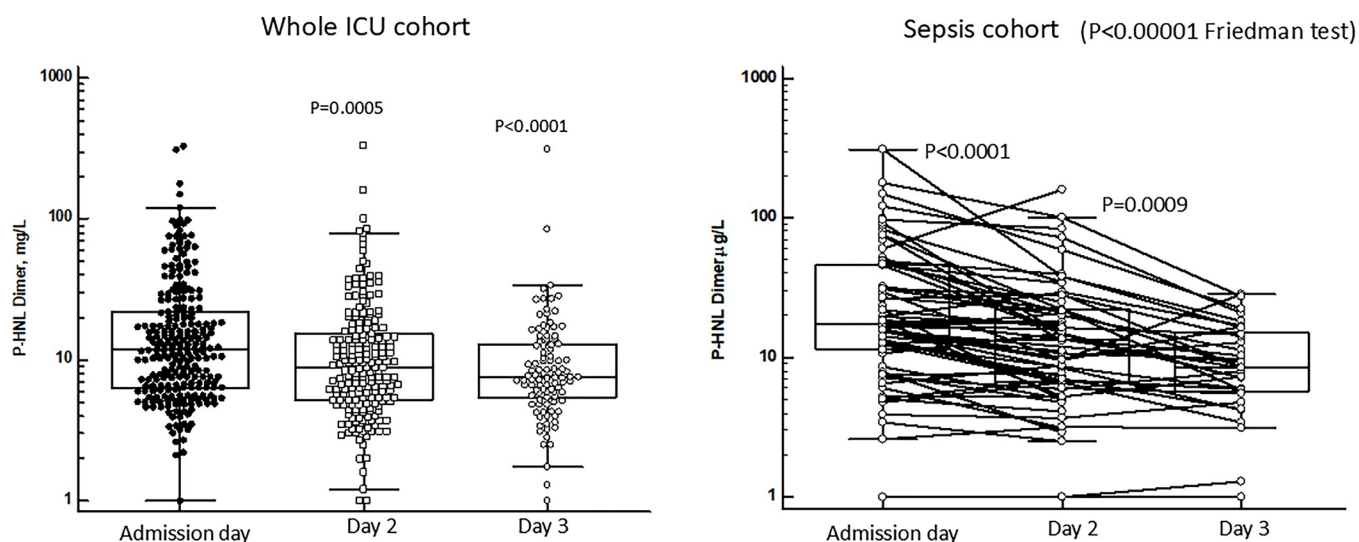 Whole ICU cohort
P-HNL Dimer, mg/L
1000
100
10
1
P=0.0005
P<0.0001
Admission day
Day 2
Day 3
Sepsis cohort (P<0.00001 Friedman test)
P-HNL Dimerµg/L
1000
100
10
1
P<0.0001
P=0.0009
Admission day
Day 2
Day 3